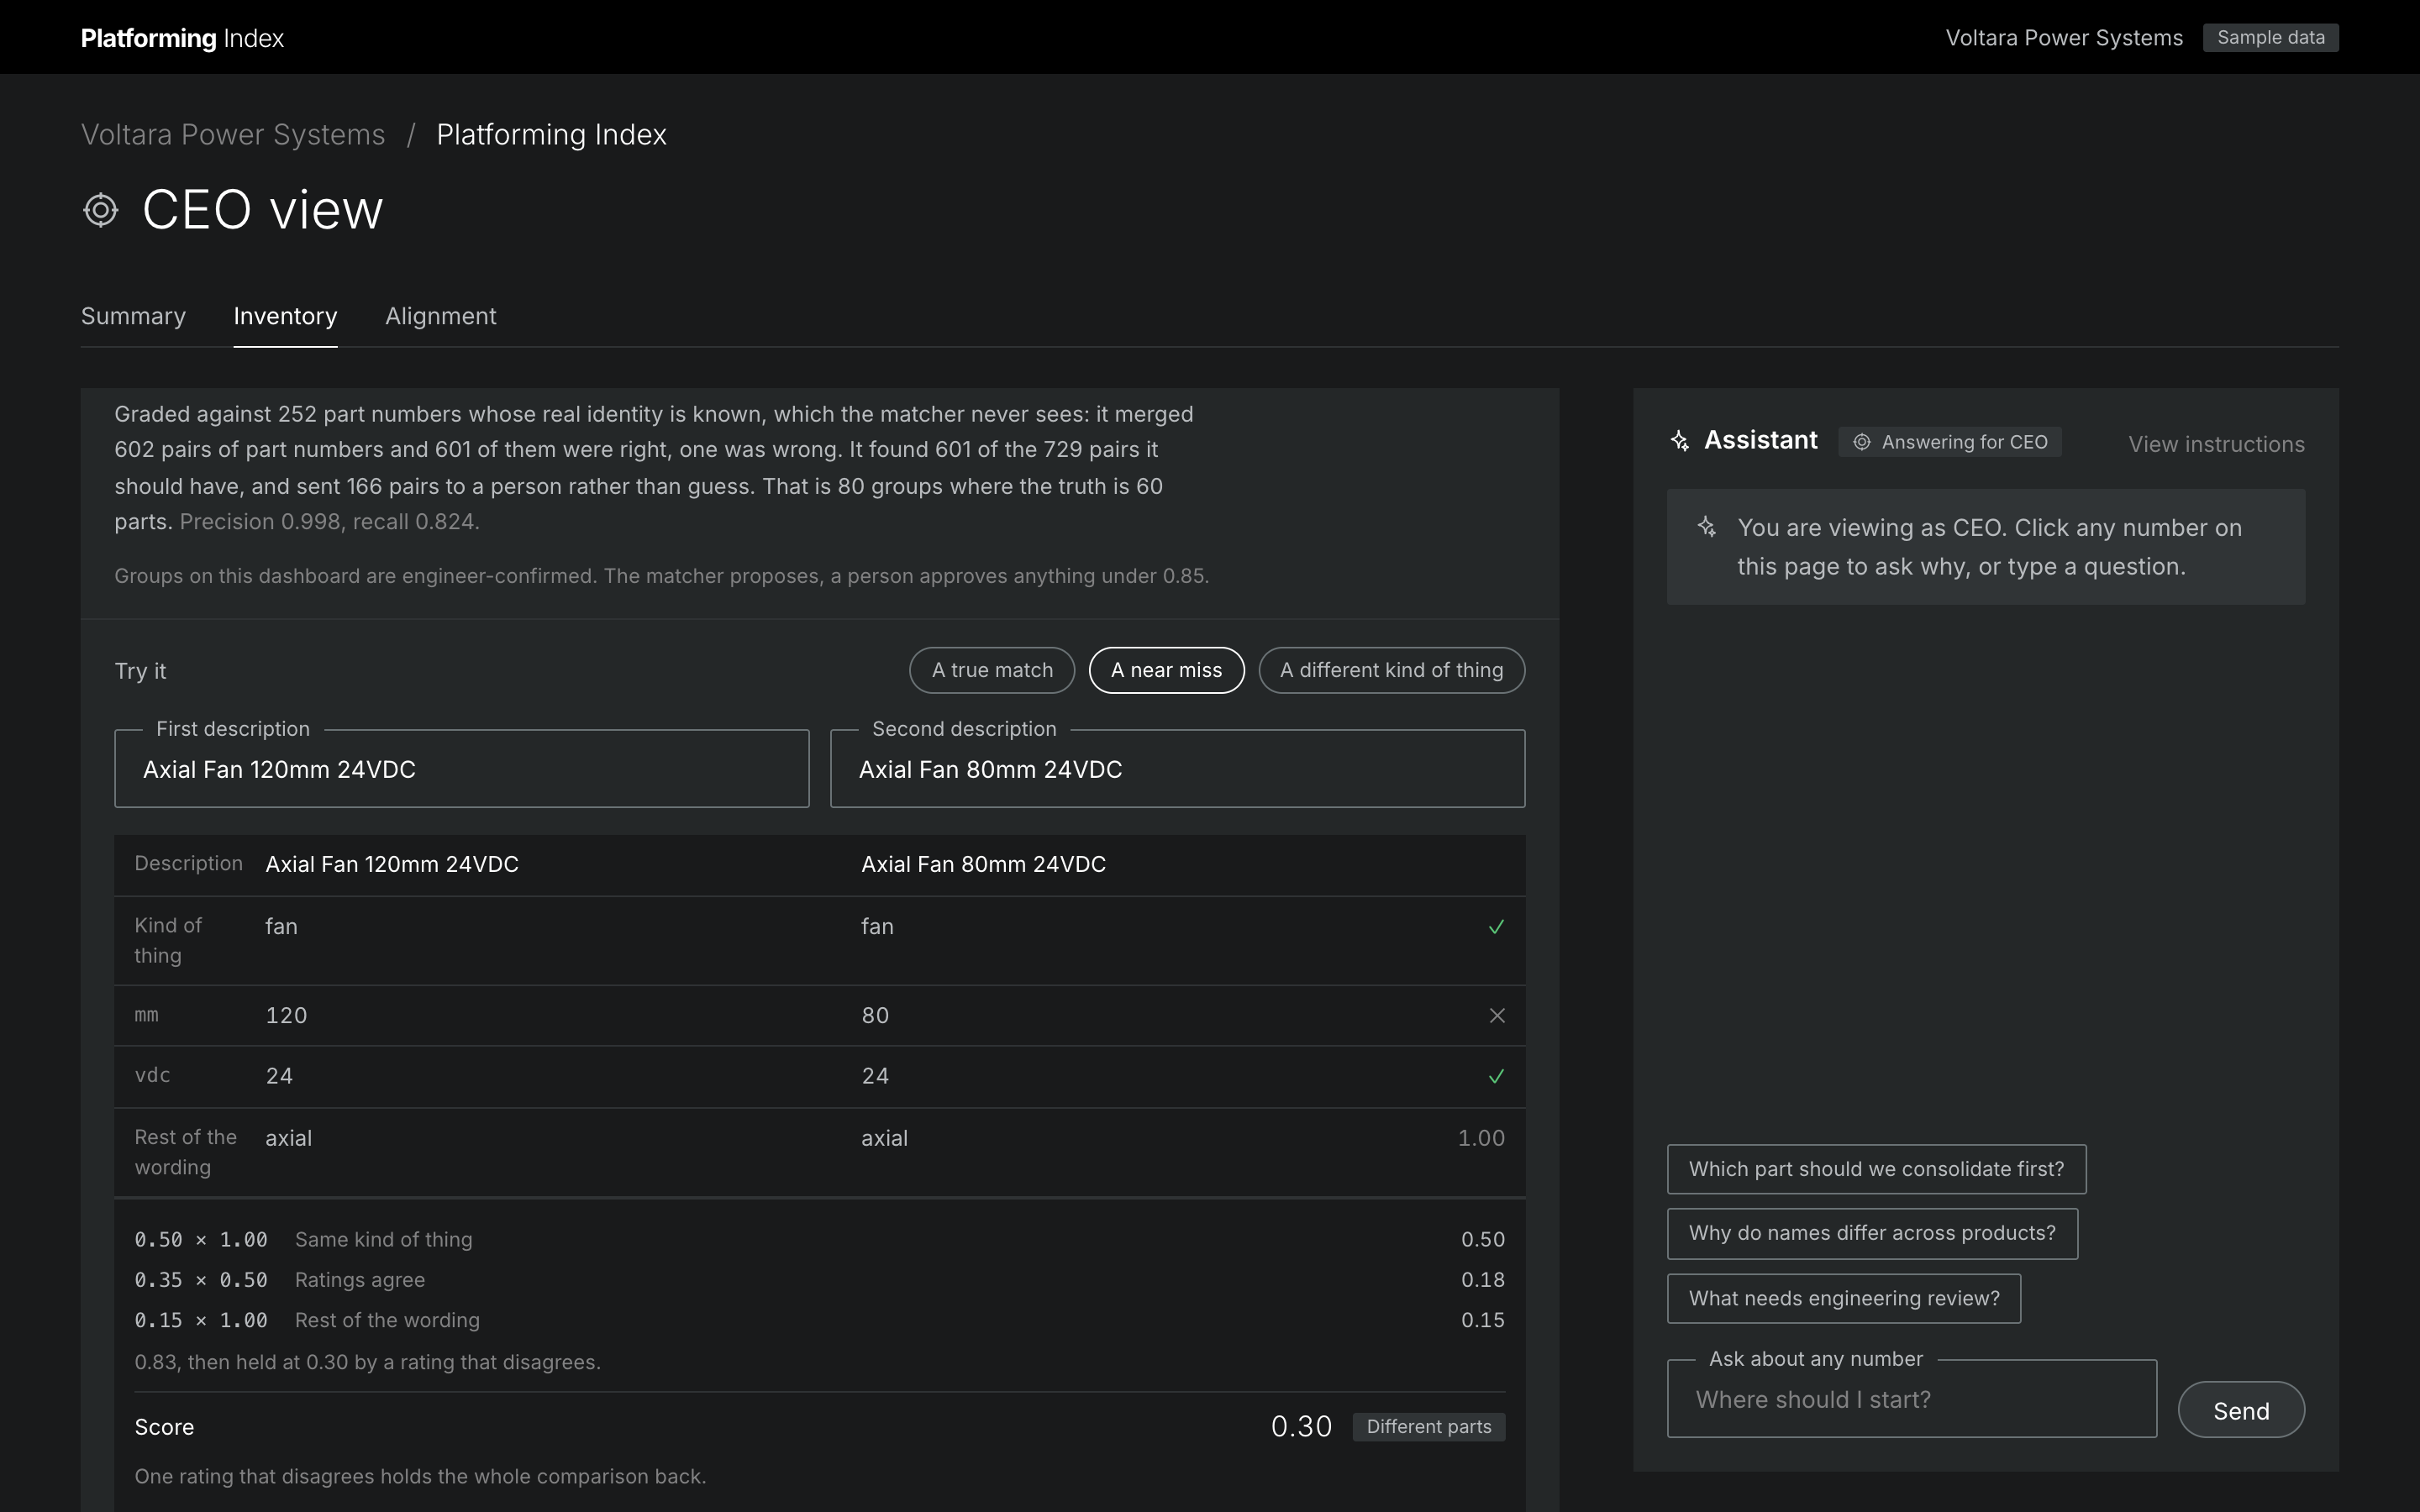 Platforming Index
Voltara Power Systems
Sample data
Voltara Power Systems / Platforming Index
CEO view
Summary
Inventory
Alignment
Graded against 252 part numbers whose real identity is known, which the matcher never sees: it merged
602 pairs of part numbers and 601 of them were right, one was wrong. It found 601 of the 729 pairs it
should have, and sent 166 pairs to a person rather than guess. That is 80 groups where the truth is 60
parts. Precision 0.998, recall 0.824.
Groups on this dashboard are engineer-confirmed. The matcher proposes, a person approves anything under 0.85.
Try it
A true match
A near miss
A different kind of thing
First description
Axial Fan 120mm 24VDC
Second description
Axial Fan 80mm 24VDC
Description Axial Fan 120mm 24VDC Axial Fan 80mm 24VDC
Kind of
thing
fan fan
mm 120 80
vdc 24 24
Rest of the
wording
axial axial 1.00
0.50 × 1.00 Same kind of thing 0.50
0.35 × 0.50 Ratings agree 0.18
0.15 × 1.00 Rest of the wording 0.15
0.83, then held at 0.30 by a rating that disagrees.
Score 0.30 Different parts
One rating that disagrees holds the whole comparison back.
Assistant
Answering for CEO
View instructions
You are viewing as CEO. Click any number on
this page to ask why, or type a question.
Which part should we consolidate first?
Why do names differ across products?
What needs engineering review?
Ask about any number
Where should I start?
Send